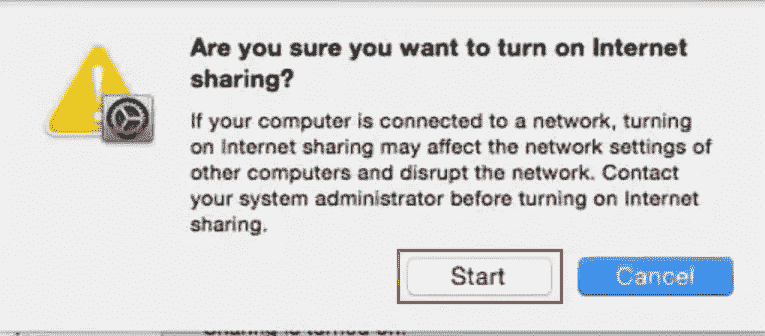 Are you sure you want to turn on Internet
sharing?
If your computer is connected to a network, turning
on Internet sharing may affect the network settings of
other computers and disrupt the network. Contact
your system administrator before turning on Internet
sharing.
Start
Cancel